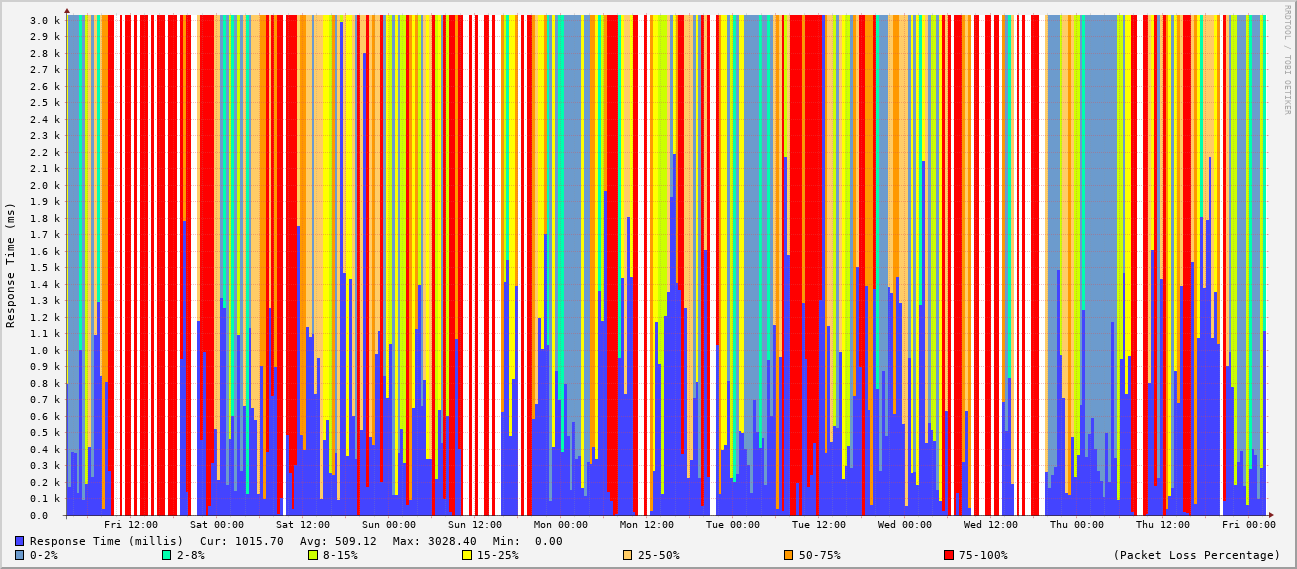 RRDTOOL / TOBI OETIKER
Response Time (ms)
3.0 k
2.9 k
2.8 k
2.7 k
2.6 k
2.5 k
2.4 k
2.3 k
2.2 k
2.1 k
2.0 k
1.9 k
1.8 k
1.7 k
1.6 k
1.5 k
1.4 k
1.3 k
1.2 k
1.1 k
1.0 k
0.9 k
0.8 k
0.7 k
0.6 k
0.5 k
0.4 k
0.3 k
0.2 k
0.1 k
0.0
Fri 12:00 Sat 00:00 Sat 12:00 Sun 00:00 Sun 12:00 Mon 00:00 Mon 12:00 Tue 00:00 Tue 12:00 Wed 00:00 Wed 12:00 Thu 00:00 Thu 12:00 Fri 00:00
Response Time (millis) Cur: 1015.70 Avg: 509.12 Max: 3028.40 Min: 0.00
0-2% 2-8% 8-15% 15-25% 25-50% 50-75% 75-100% (Packet Loss Percentage)